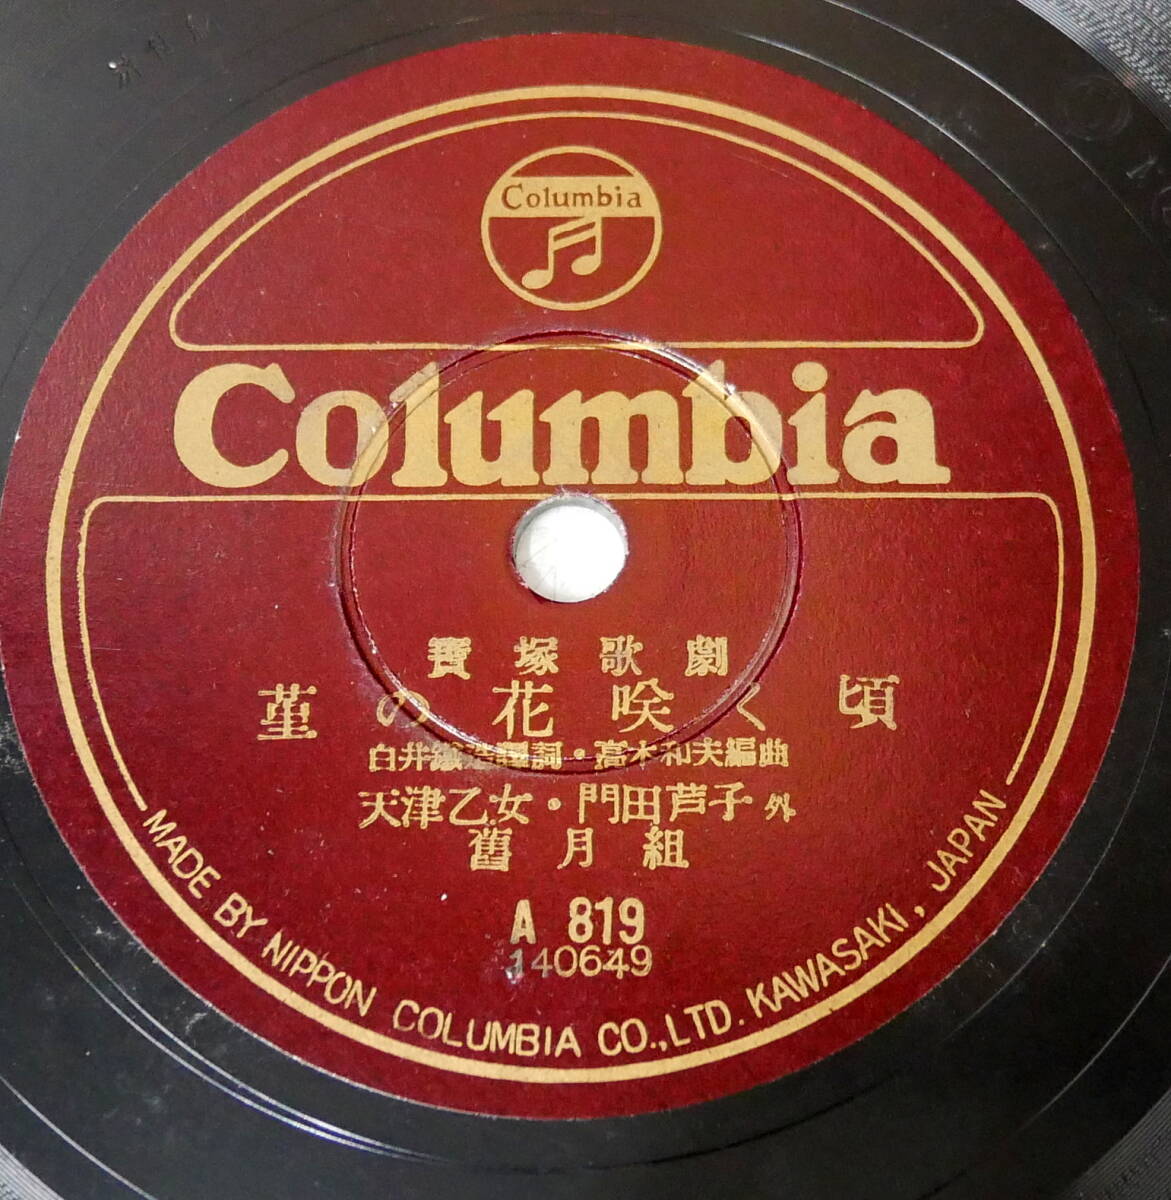 Columbia
Columbia
寶塚歌劇
菫の花咲く頃
白井鐵造譯詞・高木和夫編曲
天津乙女・門田芦子 外
舊月組
A 819
140649
MADE BY NIPPON COLUMBIA CO., LTD. KAWASAKI, JAPAN